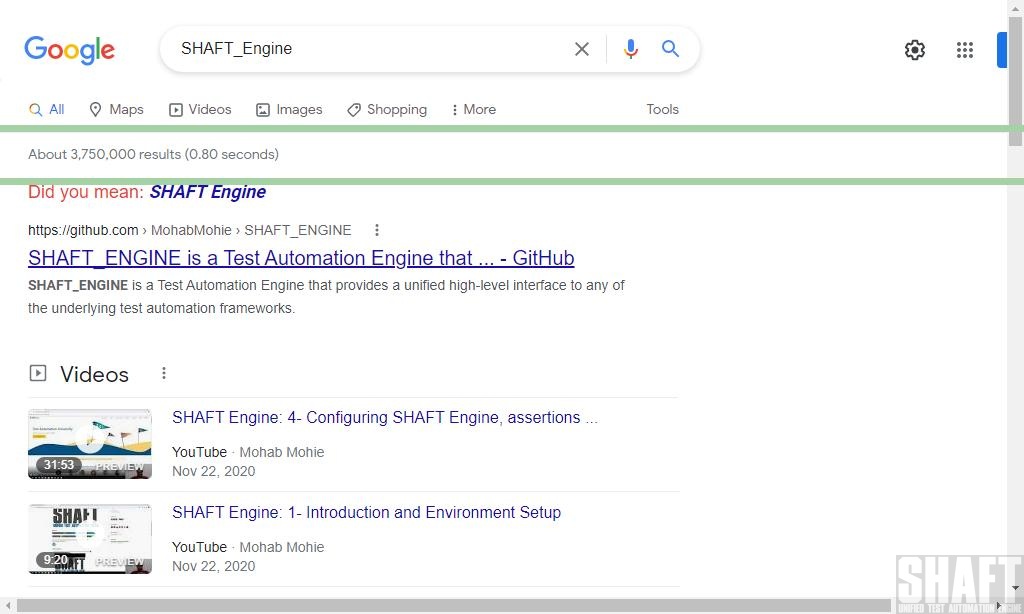 Google
SHAFT_Engine
All Maps Videos Images Shopping More Tools
About 3,750,000 results (0.80 seconds)
Did you mean: SHAFT Engine
https://github.com › MohabMohie › SHAFT_ENGINE
SHAFT_ENGINE is a Test Automation Engine that ... - GitHub
SHAFT_ENGINE is a Test Automation Engine that provides a unified high-level interface to any of
the underlying test automation frameworks.
Videos
SHAFT Engine: 4- Configuring SHAFT Engine, assertions ...
YouTube · Mohab Mohie
31:53 PREVIEW
Nov 22, 2020
SHAFT Engine: 1- Introduction and Environment Setup
SHAFT
YouTube · Mohab Mohie
9:20 PREVIEW
Nov 22, 2020
SHAFT
UNIFIED TEST AUTOMATION ENGINE